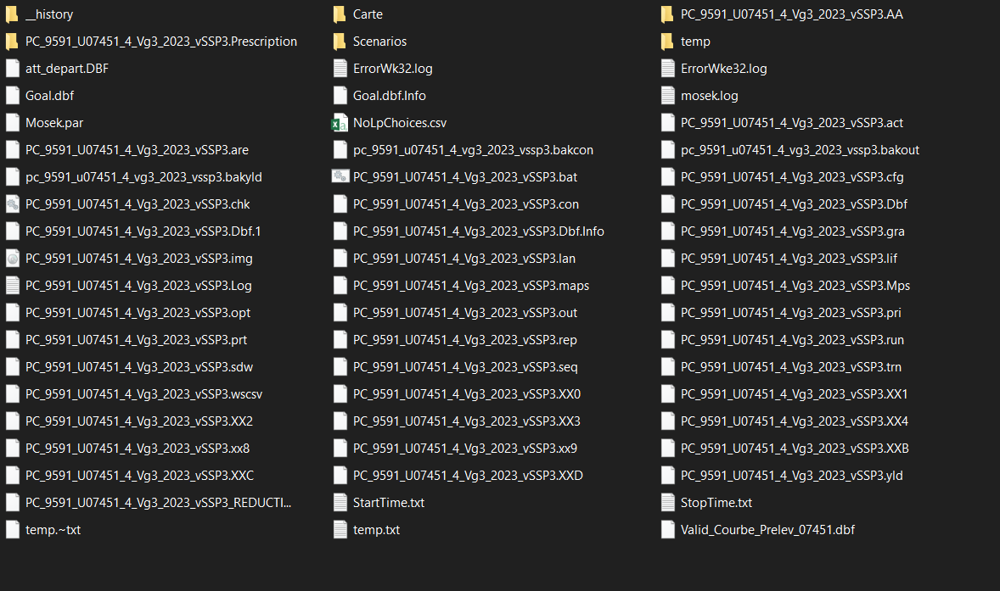 __history Carte PC_9591_U07451_4_Vg3_2023_vSSP3.AA
PC_9591_U07451_4_Vg3_2023_vSSP3.Prescription Scenarios temp
att_depart.DBF ErrorWk32.log ErrorWke32.log
Goal.dbf Goal.dbf.Info mosek.log
Mosek.par NoLpChoices.csv PC_9591_U07451_4_Vg3_2023_vSSP3.act
PC_9591_U07451_4_Vg3_2023_vSSP3.are pc_9591_u07451_4_vg3_2023_vssp3.bakcon pc_9591_u07451_4_vg3_2023_vssp3.bakout
pc_9591_u07451_4_vg3_2023_vssp3.bakyld PC_9591_U07451_4_Vg3_2023_vSSP3.bat PC_9591_U07451_4_Vg3_2023_vSSP3.cfg
PC_9591_U07451_4_Vg3_2023_vSSP3.chk PC_9591_U07451_4_Vg3_2023_vSSP3.con PC_9591_U07451_4_Vg3_2023_vSSP3.Dbf
PC_9591_U07451_4_Vg3_2023_vSSP3.Dbf.1 PC_9591_U07451_4_Vg3_2023_vSSP3.Dbf.Info PC_9591_U07451_4_Vg3_2023_vSSP3.gra
PC_9591_U07451_4_Vg3_2023_vSSP3.img PC_9591_U07451_4_Vg3_2023_vSSP3.lan PC_9591_U07451_4_Vg3_2023_vSSP3.lif
PC_9591_U07451_4_Vg3_2023_vSSP3.Log PC_9591_U07451_4_Vg3_2023_vSSP3.maps PC_9591_U07451_4_Vg3_2023_vSSP3.Mps
PC_9591_U07451_4_Vg3_2023_vSSP3.opt PC_9591_U07451_4_Vg3_2023_vSSP3.out PC_9591_U07451_4_Vg3_2023_vSSP3.pri
PC_9591_U07451_4_Vg3_2023_vSSP3.prt PC_9591_U07451_4_Vg3_2023_vSSP3.rep PC_9591_U07451_4_Vg3_2023_vSSP3.run
PC_9591_U07451_4_Vg3_2023_vSSP3.sdw PC_9591_U07451_4_Vg3_2023_vSSP3.seq PC_9591_U07451_4_Vg3_2023_vSSP3.trn
PC_9591_U07451_4_Vg3_2023_vSSP3.wscsv PC_9591_U07451_4_Vg3_2023_vSSP3.XX0 PC_9591_U07451_4_Vg3_2023_vSSP3.XX1
PC_9591_U07451_4_Vg3_2023_vSSP3.XX2 PC_9591_U07451_4_Vg3_2023_vSSP3.XX3 PC_9591_U07451_4_Vg3_2023_vSSP3.XX4
PC_9591_U07451_4_Vg3_2023_vSSP3.xx8 PC_9591_U07451_4_Vg3_2023_vSSP3.xx9 PC_9591_U07451_4_Vg3_2023_vSSP3.XXB
PC_9591_U07451_4_Vg3_2023_vSSP3.XXC PC_9591_U07451_4_Vg3_2023_vSSP3.XXD PC_9591_U07451_4_Vg3_2023_vSSP3.yld
PC_9591_U07451_4_Vg3_2023_vSSP3_REDUCTI... StartTime.txt StopTime.txt
temp.~txt temp.txt Valid_Courbe_Prelev_07451.dbf